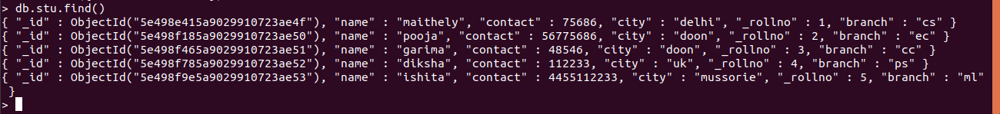 > db.stu.find()
{ "_id" : ObjectId("5e498e415a9029910723ae4f"), "name" : "maithely", "contact" : 75686, "city" : "delhi", "_rollno" : 1, "branch" : "cs" }
{ "_id" : ObjectId("5e498f185a9029910723ae50"), "name" : "pooja", "contact" : 56775686, "city" : "doon", "_rollno" : 2, "branch" : "ec" }
{ "_id" : ObjectId("5e498f465a9029910723ae51"), "name" : "garima", "contact" : 48546, "city" : "doon", "_rollno" : 3, "branch" : "cc" }
{ "_id" : ObjectId("5e498f785a9029910723ae52"), "name" : "diksha", "contact" : 112233, "city" : "uk", "_rollno" : 4, "branch" : "ps" }
{ "_id" : ObjectId("5e498f9e5a9029910723ae53"), "name" : "ishita", "contact" : 4455112233, "city" : "mussorie", "_rollno" : 5, "branch" : "ml"
 }
>